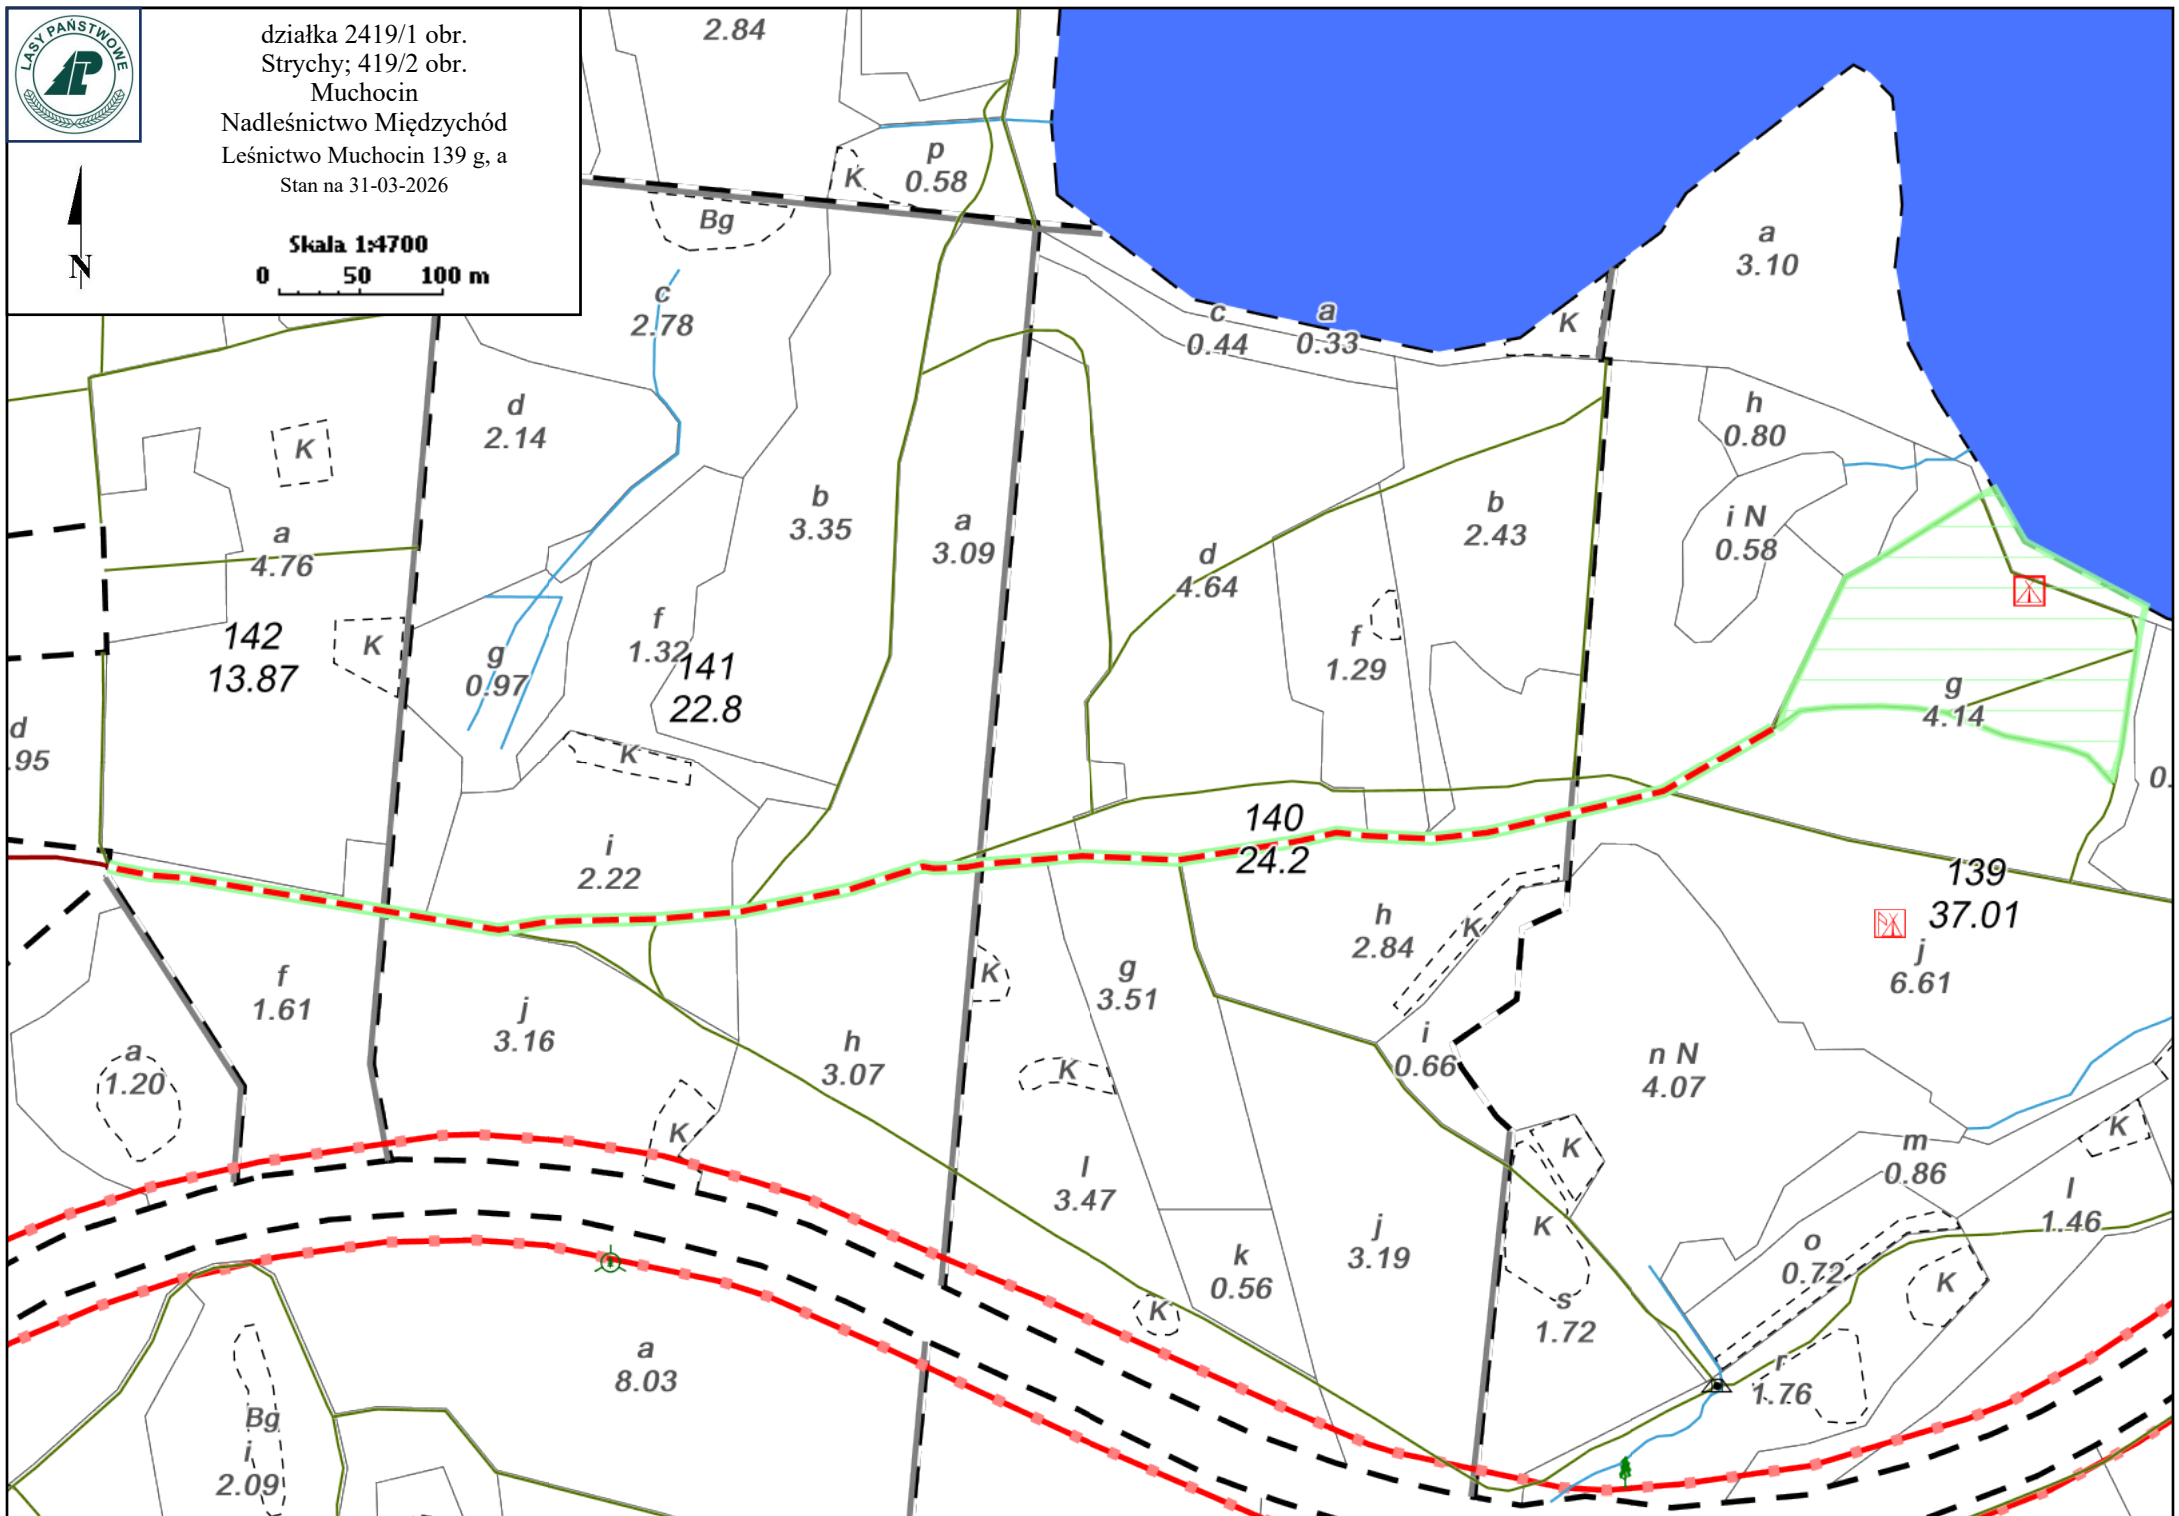 LASY PAŃSTWOWE
LP
działka 2419/1 obr.
Strychy; 419/2 obr.
Muchocin
Nadleśnictwo Międzychód
Leśnictwo Muchocin 139 g, a
Stan na 31-03-2026
N
Skala 1:4700
0 50 100 m
2.84
p
0.58
K
Bg
c
2.78
a
3.10
K
c
0.44
a
0.33
d
2.14
h
0.80
K
b
3.35
a
3.09
b
2.43
i N
0.58
a
4.76
d
4.64
f
1.32
f
1.29
142
13.87
K
g
0.97
141
22.8
g
4.14
d
.95
K
0.
i
2.22
140
24.2
139
37.01
h
2.84
K
j
6.61
f
1.61
j
3.16
K
g
3.51
h
3.07
i
0.66
n N
4.07
a
1.20
K
K
K
K
m
0.86
l
3.47
l
1.46
K
j
3.19
k
0.56
o
0.72
K
K
s
1.72
a
8.03
r
1.76
Bg
i
2.09